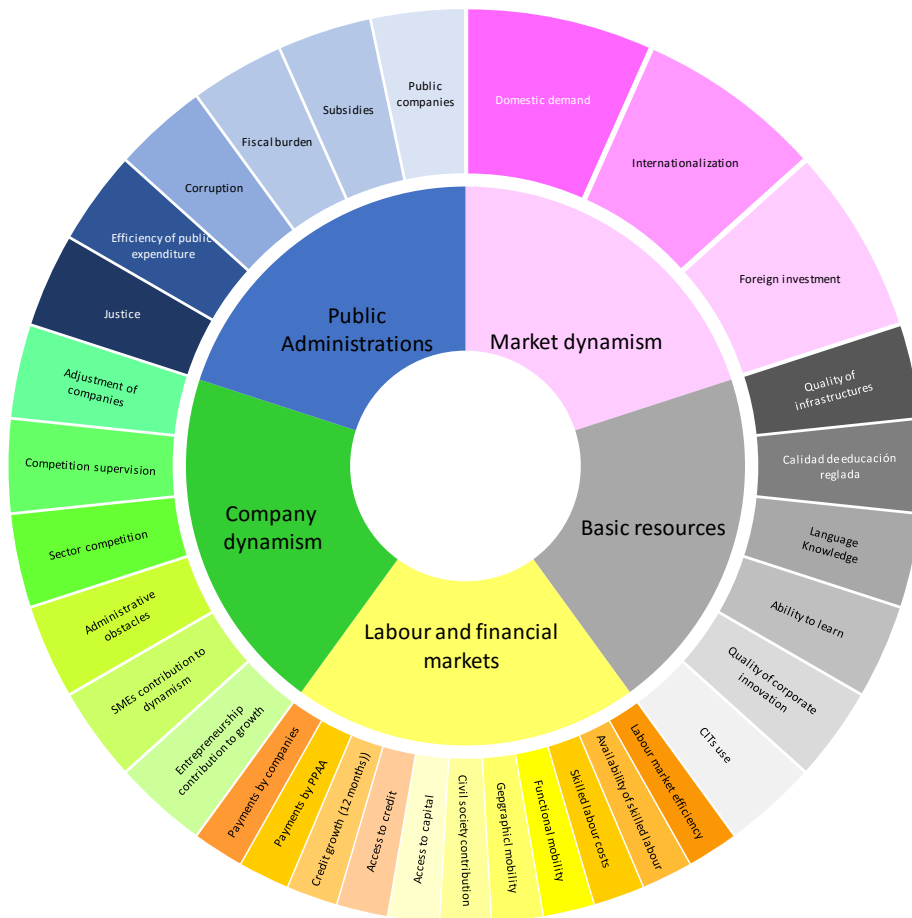 Public
companies
Domestic demand
Subsidies
Internationalization
Fiscal burden
Corruption
Efficiency of public
expenditure
Foreign investment
Justice
Public
Administrations
Market dynamism
Adjustment of
companies
Quality of
infrastructures
Competition supervision
Calidad de educación
reglada
Company
dynamism
Basic resources
Sector competition
Language
Knowledge
Administrative
obstacles
Ability to learn
Labour and financial
markets
SMEs contribution to
dynamism
Quality of corporate
innovation
Entrepreneurship
contribution to growth
CITs use
Payments by companies
Payments by PPAA
Credit growth (12 months))
Access to credit
Access to capital
Civil society contribution
Gepgraphicl mobility
Functional mobility
Skilled labour costs
Availability of skilled labour
Labour market efficiency